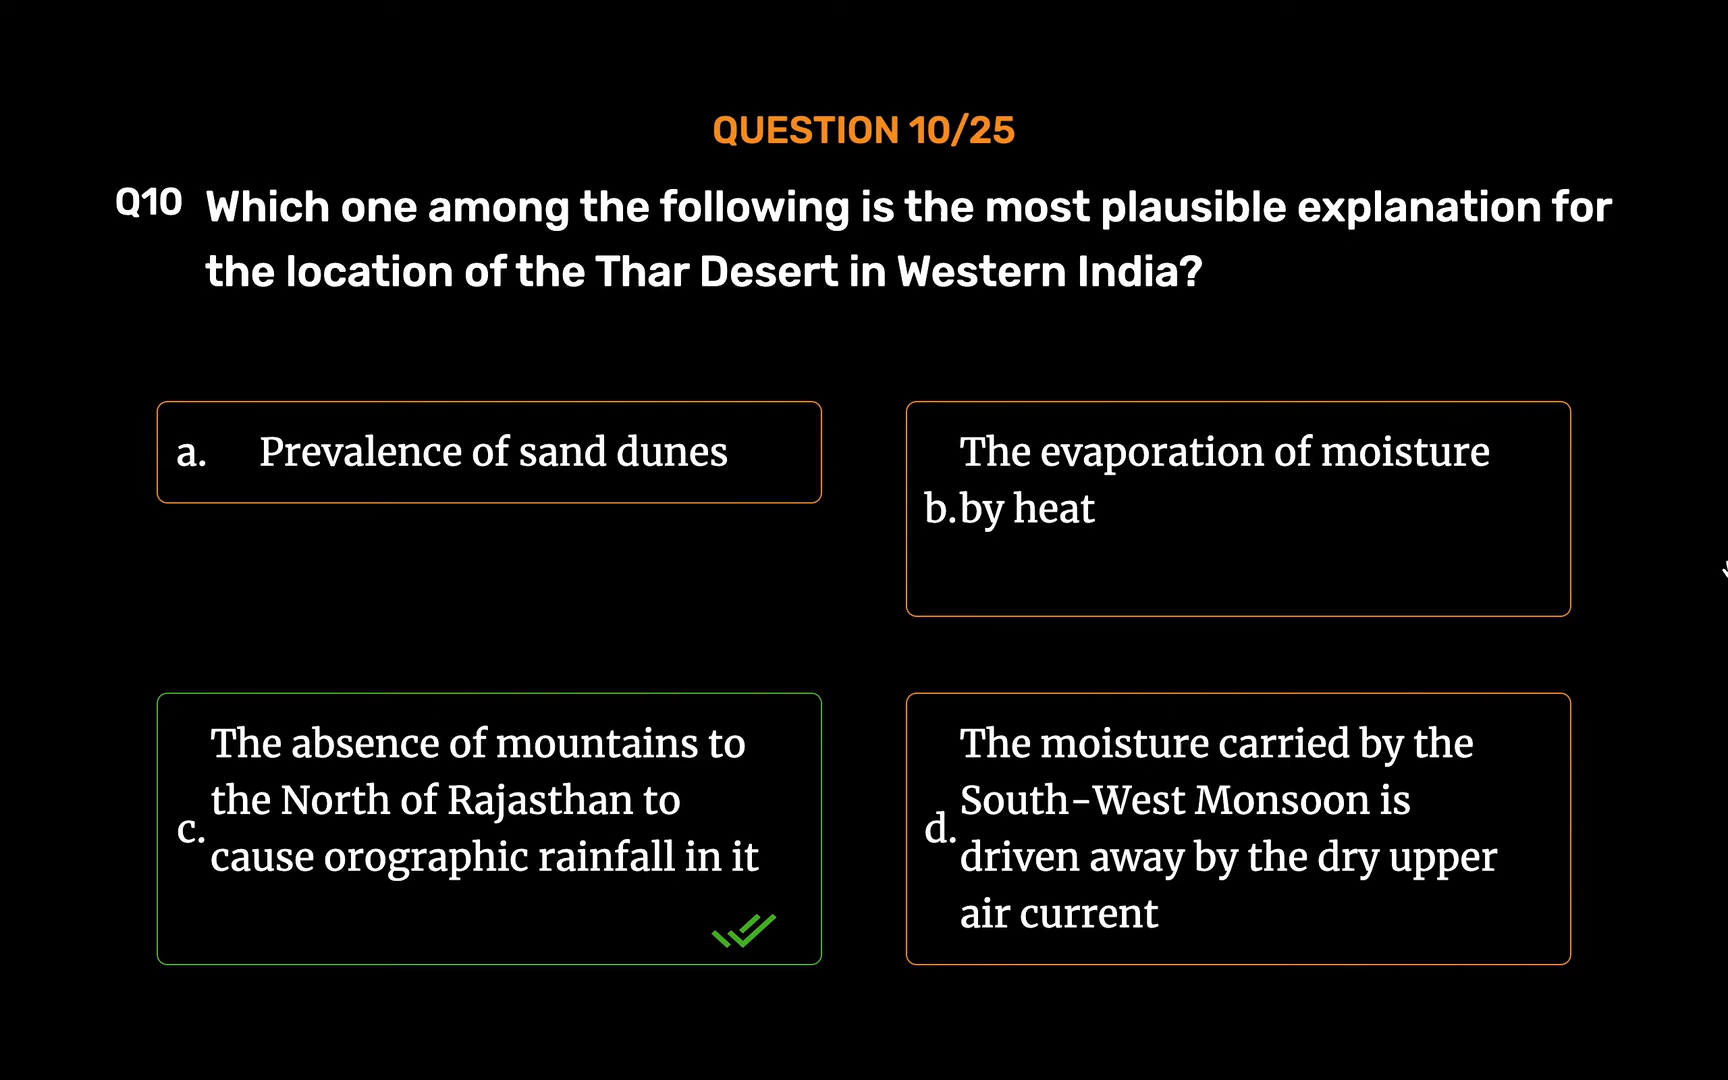 QUESTION 10/25
Q10 Which one among the following is the most plausible explanation for
the location of the Thar Desert in Western India?
a. Prevalence of sand dunes
The evaporation of moisture
b. by heat
The absence of mountains to
the North of Rajasthan to
c.
cause orographic rainfall in it
The moisture carried by the
South-West Monsoon is
d.
driven away by the dry upper
air current